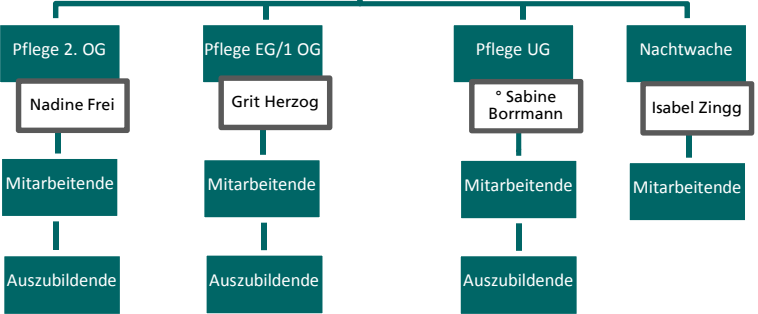 Pflege 2. OG
Pflege EG/1 OG
Pflege UG
Nachtwache
Nadine Frei
Grit Herzog
° Sabine
Borrmann
Isabel Zingg
Mitarbeitende
Mitarbeitende
Mitarbeitende
Mitarbeitende
Auszubildende
Auszubildende
Auszubildende